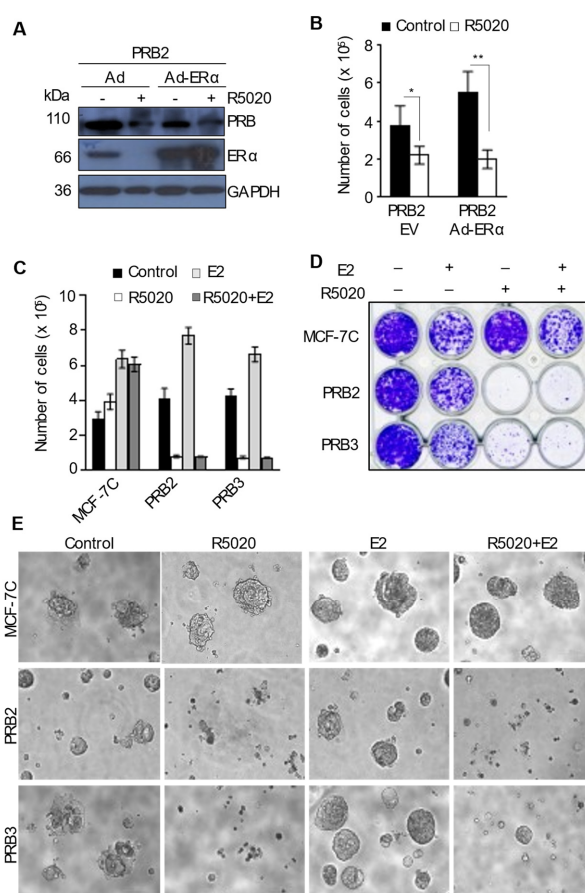 A
PRB2
Ad Ad-ERα
kDa - + - + R5020
110 PRB
66 ERα
36 GAPDH
B
Control R5020
Number of cells (x 10⁵)
8
6
4
2
0
* **
PRB2 EV
PRB2 Ad-ERα
C
Control E2
R5020 R5020+E2
Number of cells (x 10⁵)
10
8
6
4
2
0
MCF-7C PRB2 PRB3
D
E2 – + – +
R5020 – – + +
MCF-7C
PRB2
PRB3
E
Control R5020 E2 R5020+E2
MCF-7C
PRB2
PRB3